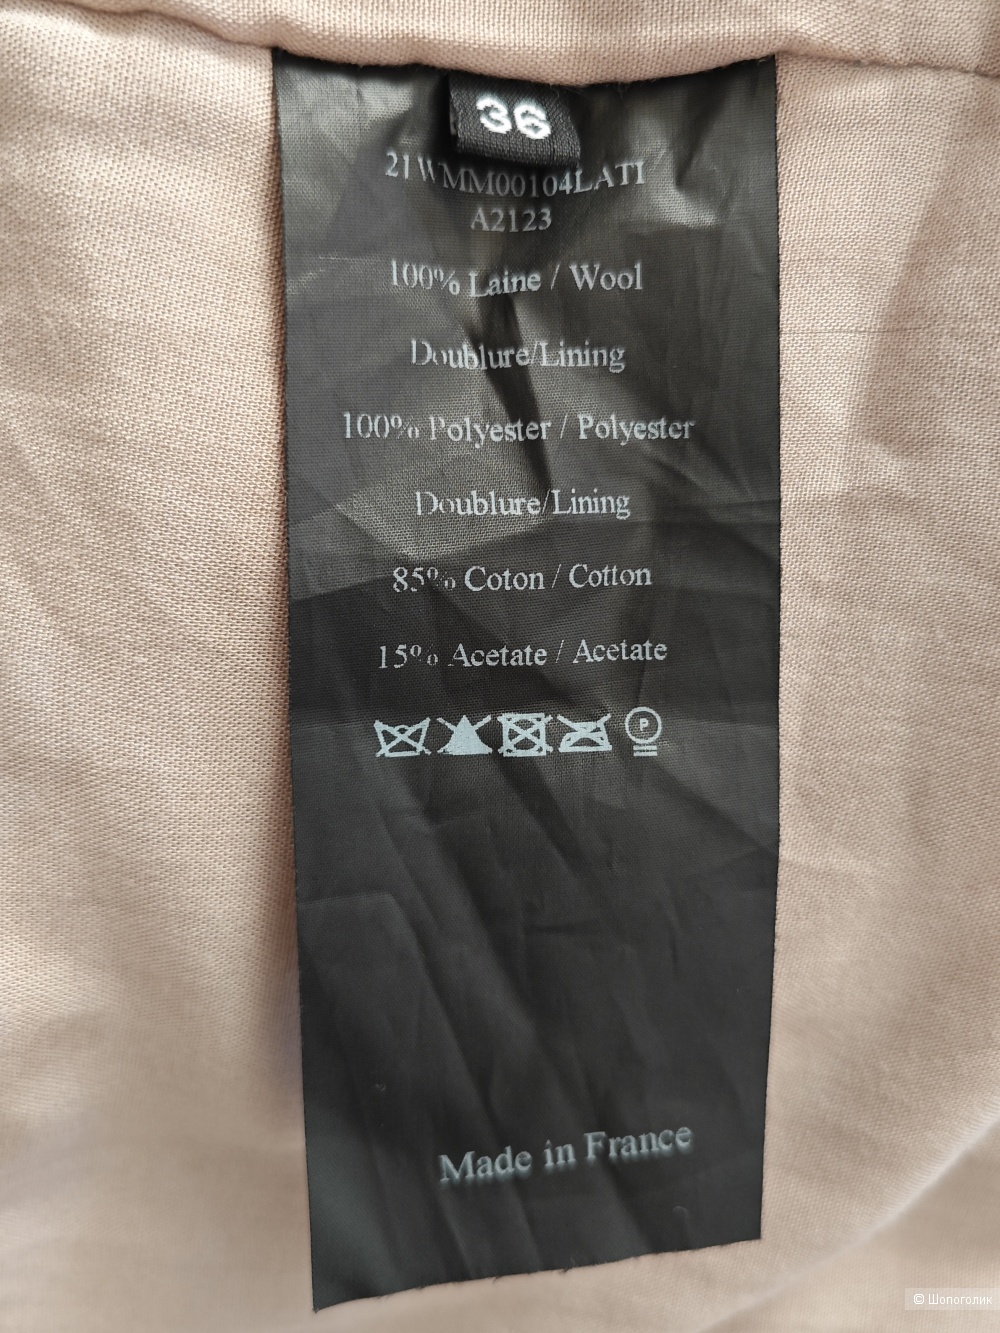 36
21WMM00104LATI
A2123
100% Laine / Wool
Doublure/Lining
100% Polyester / Polyester
Doublure/Lining
85% Coton / Cotton
15% Acetate / Acetate
P
Made in France
© Шопоголик